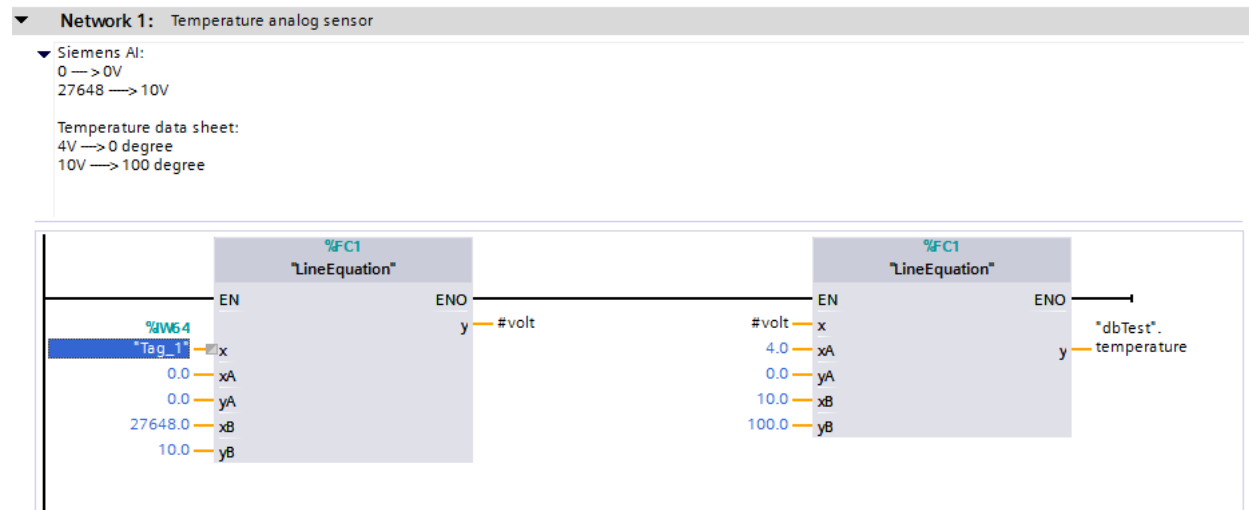 Network 1: Temperature analog sensor
Siemens AI:
0 ---> 0V
27648 ----> 10V
Temperature data sheet:
4V ---> 0 degree
10V ----> 100 degree
%FC1
"LineEquation"
EN
ENO
%IW64
"Tag_1"
x
0.0
xA
0.0
yA
27648.0
xB
10.0
yB
y
#volt
%FC1
"LineEquation"
EN
ENO
#volt
x
4.0
xA
0.0
yA
10.0
xB
100.0
yB
y
"dbTest".
temperature